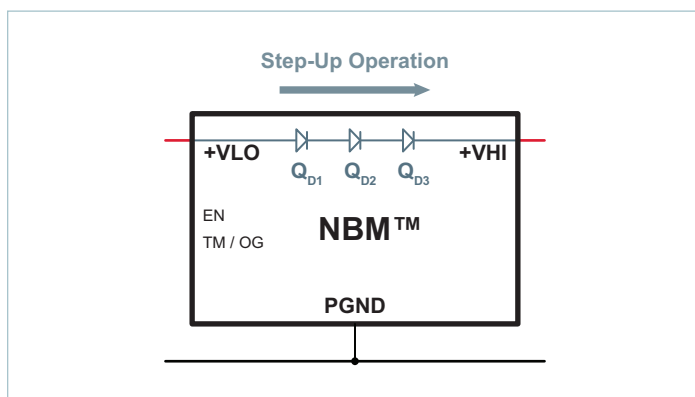 Step-Up Operation
+VLO +VHI
QD1 QD2 QD3
EN
NBM™
TM / OG
PGND